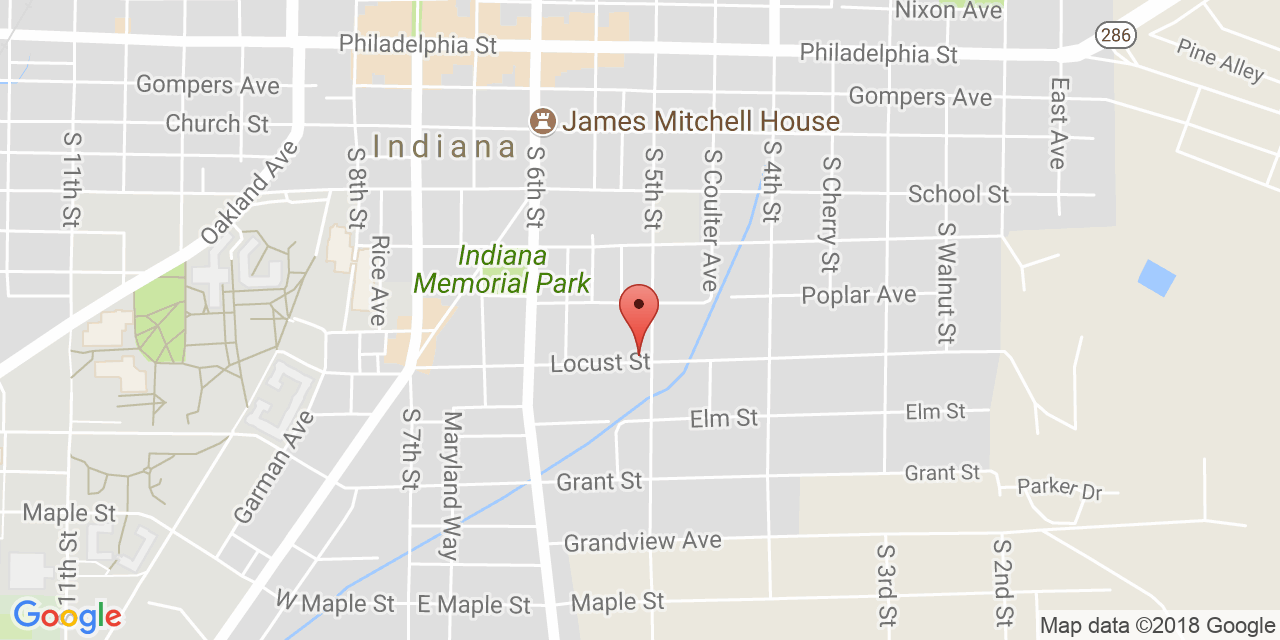 Nixon Ave
286
Philadelphia St
Philadelphia St
Pine Alley
Gompers Ave
Gompers Ave
East Ave
Church St
James Mitchell House
Indiana
S 11th St
Oakland Ave
S 8th St
S 6th St
S 5th St
S Coulter Ave
S 4th St
S Cherry St
School St
S Walnut St
Rice Ave
Indiana
Memorial Park
Poplar Ave
Locust St
Elm St
Elm St
Garman Ave
S 7th St
Maryland Way
Grant St
Grant St
Parker Dr
Maple St
11th St
Grandview Ave
S 3rd St
S 2nd St
W Maple St
E Maple St
Maple St
Google
Map data ©2018 Google